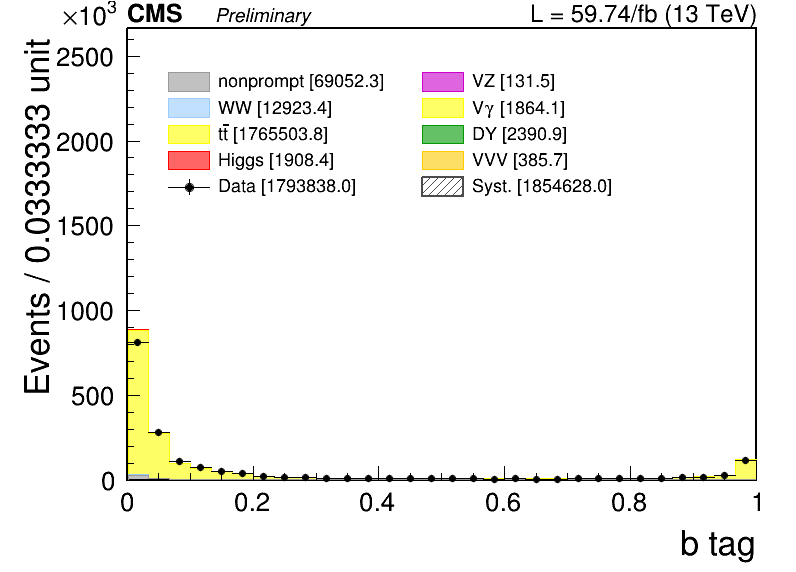 ×10³ CMS Preliminary L = 59.74/fb (13 TeV)
Events / 0.0333333 unit
2500
2000
1500
1000
500
0
nonprompt [69052.3]
WW [12923.4]
tt̄ [1765503.8]
Higgs [1908.4]
Data [1793838.0]
VZ [131.5]
Vγ [1864.1]
DY [2390.9]
VVV [385.7]
Syst. [1854628.0]
0 0.2 0.4 0.6 0.8 1
b tag